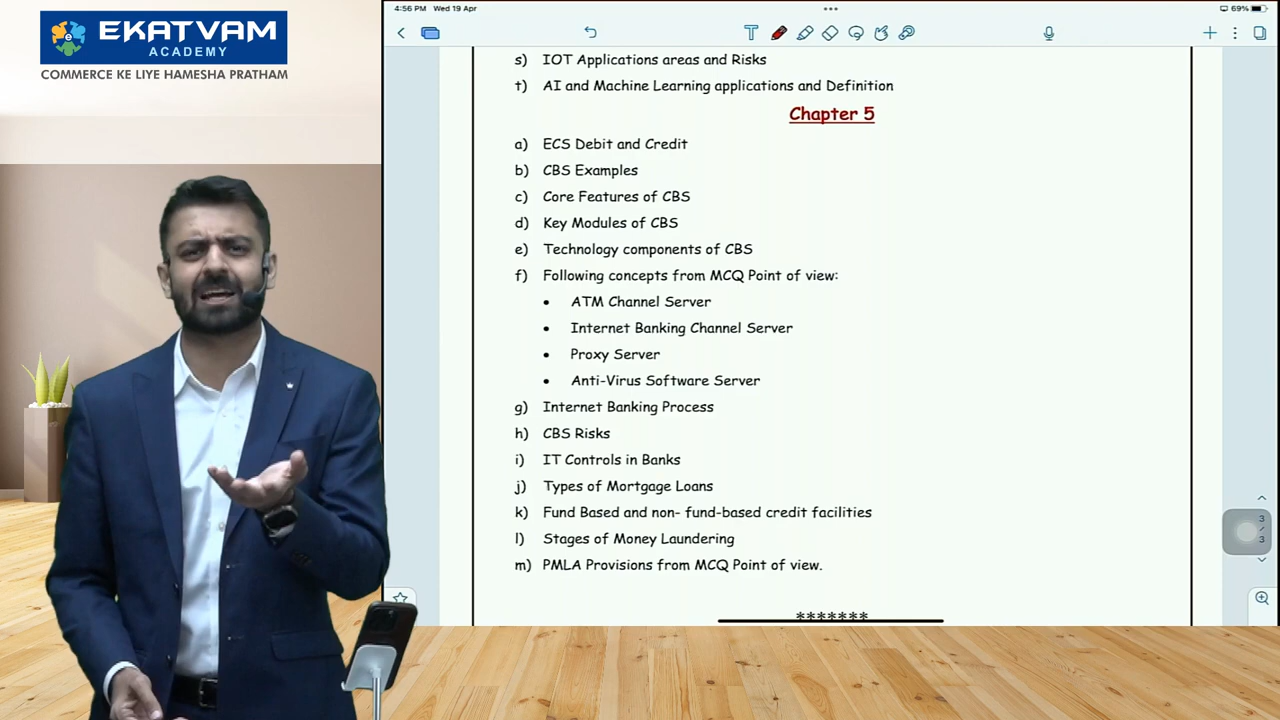 EKATVAM
ACADEMY
COMMERCE KE LIYE HAMESHA PRATHAM
4:56 PM Wed 19 Apr
69%
s) IOT Applications areas and Risks
t) AI and Machine Learning applications and Definition
Chapter 5
a) ECS Debit and Credit
b) CBS Examples
c) Core Features of CBS
d) Key Modules of CBS
e) Technology components of CBS
f) Following concepts from MCQ Point of view:
• ATM Channel Server
• Internet Banking Channel Server
• Proxy Server
• Anti-Virus Software Server
g) Internet Banking Process
h) CBS Risks
i) IT Controls in Banks
j) Types of Mortgage Loans
k) Fund Based and non- fund-based credit facilities
l) Stages of Money Laundering
m) PMLA Provisions from MCQ Point of view.
*******
3
/
3